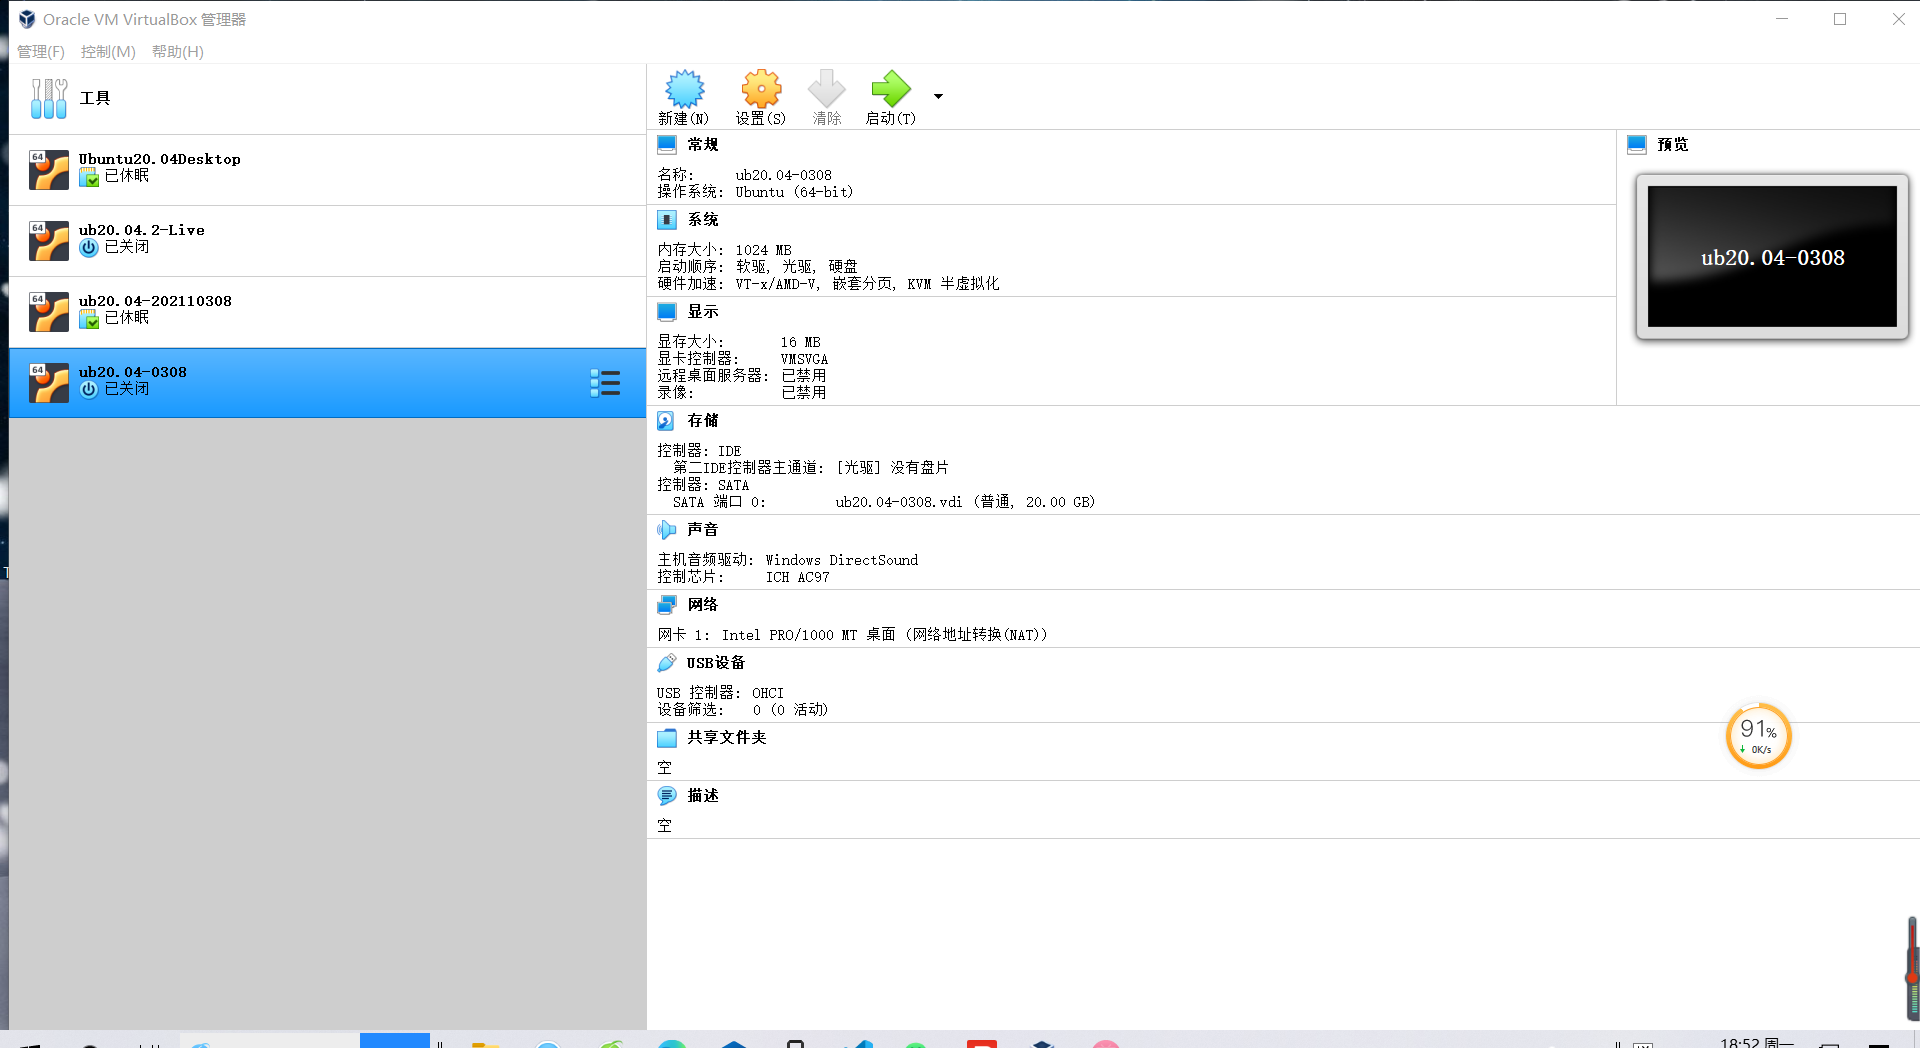 Oracle VM VirtualBox 管理器
管理(F) 控制(M) 帮助(H)
工具
64 Ubuntu20.04Desktop
已休眠
64 ub20.04.2-Live
已关闭
64 ub20.04-202110308
已休眠
64 ub20.04-0308
已关闭
新建(N) 设置(S) 清除 启动(T)
常规
名称: ub20.04-0308
操作系统: Ubuntu (64-bit)
系统
内存大小: 1024 MB
启动顺序: 软驱, 光驱, 硬盘
硬件加速: VT-x/AMD-V, 嵌套分页, KVM 半虚拟化
显示
显存大小: 16 MB
显卡控制器: VMSVGA
远程桌面服务器: 已禁用
录像: 已禁用
预览
ub20.04-0308
存储
控制器: IDE
第二IDE控制器主通道: [光驱] 没有盘片
控制器: SATA
SATA 端口 0: ub20.04-0308.vdi (普通, 20.00 GB)
声音
主机音频驱动: Windows DirectSound
控制芯片: ICH AC97
网络
网卡 1: Intel PRO/1000 MT 桌面 (网络地址转换(NAT))
USB设备
USB 控制器: OHCI
设备筛选: 0 (0 活动)
共享文件夹
空
描述
空
91%
0K/s
18:52 周一